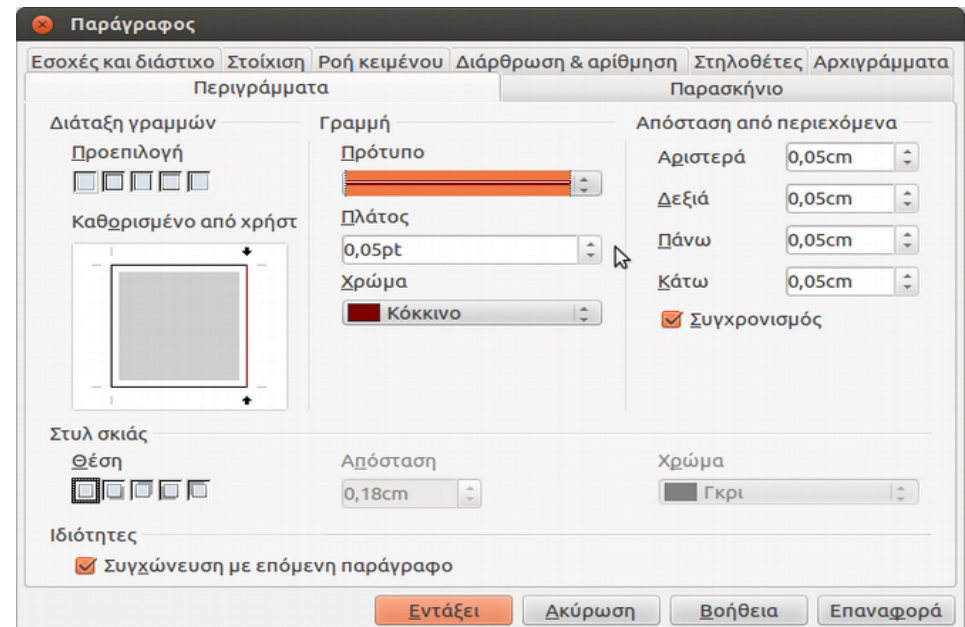 Παράγραφος
Εσοχές και διάστιχο Στοίχιση Ροή κειμένου Διάρθρωση & αρίθμηση Στηλοθέτες Αρχιγράμματα
Περιγράμματα Παρασκήνιο
Διάταξη γραμμών Γραμμή Απόσταση από περιεχόμενα
Προεπιλογή Πρότυπο Αριστερά 0,05cm
Δεξιά 0,05cm
Καθορισμένο από χρήστ Πλάτος
0,05pt Πάνω 0,05cm
Χρώμα Κάτω 0,05cm
Κόκκινο Συγχρονισμός
Στυλ σκιάς
Θέση Απόσταση Χρώμα
0,18cm Γκρι
Ιδιότητες
Συγχώνευση με επόμενη παράγραφο
Εντάξει Ακύρωση Βοήθεια Επαναφορά